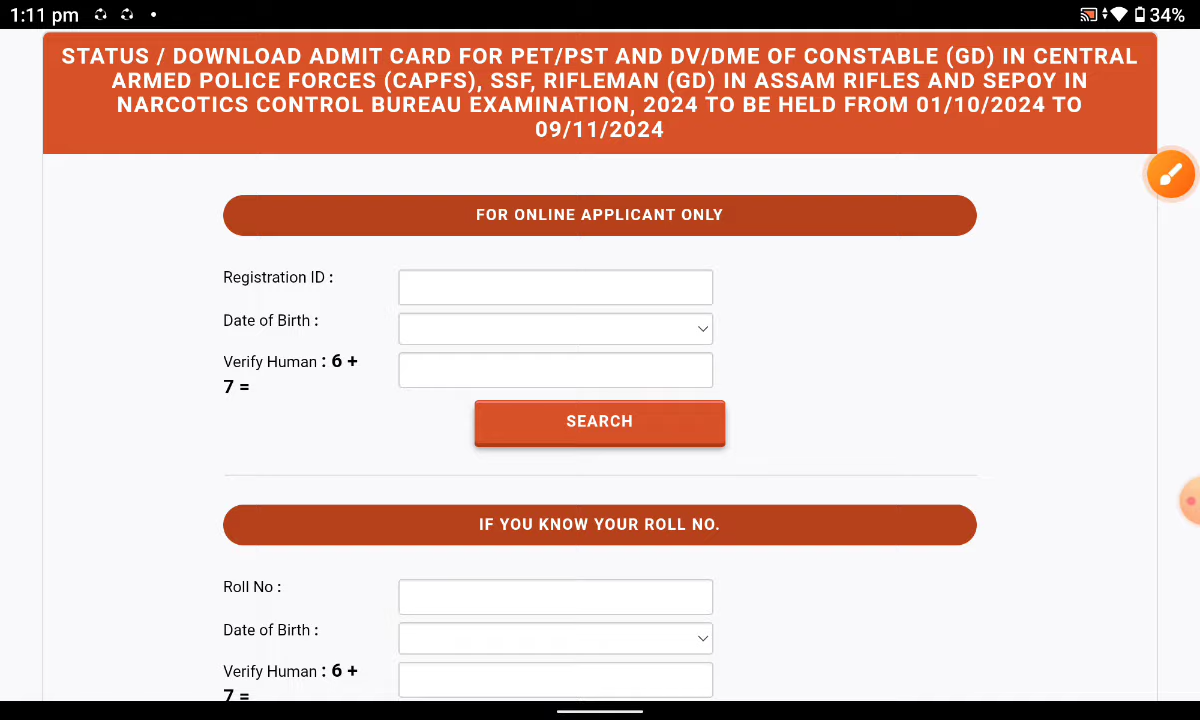 1:11 pm
34%
STATUS / DOWNLOAD ADMIT CARD FOR PET/PST AND DV/DME OF CONSTABLE (GD) IN CENTRAL
ARMED POLICE FORCES (CAPFS), SSF, RIFLEMAN (GD) IN ASSAM RIFLES AND SEPOY IN
NARCOTICS CONTROL BUREAU EXAMINATION, 2024 TO BE HELD FROM 01/10/2024 TO
09/11/2024
FOR ONLINE APPLICANT ONLY
Registration ID :
Date of Birth :
Verify Human : 6 +
7 =
SEARCH
IF YOU KNOW YOUR ROLL NO.
Roll No :
Date of Birth :
Verify Human : 6 +
7 =